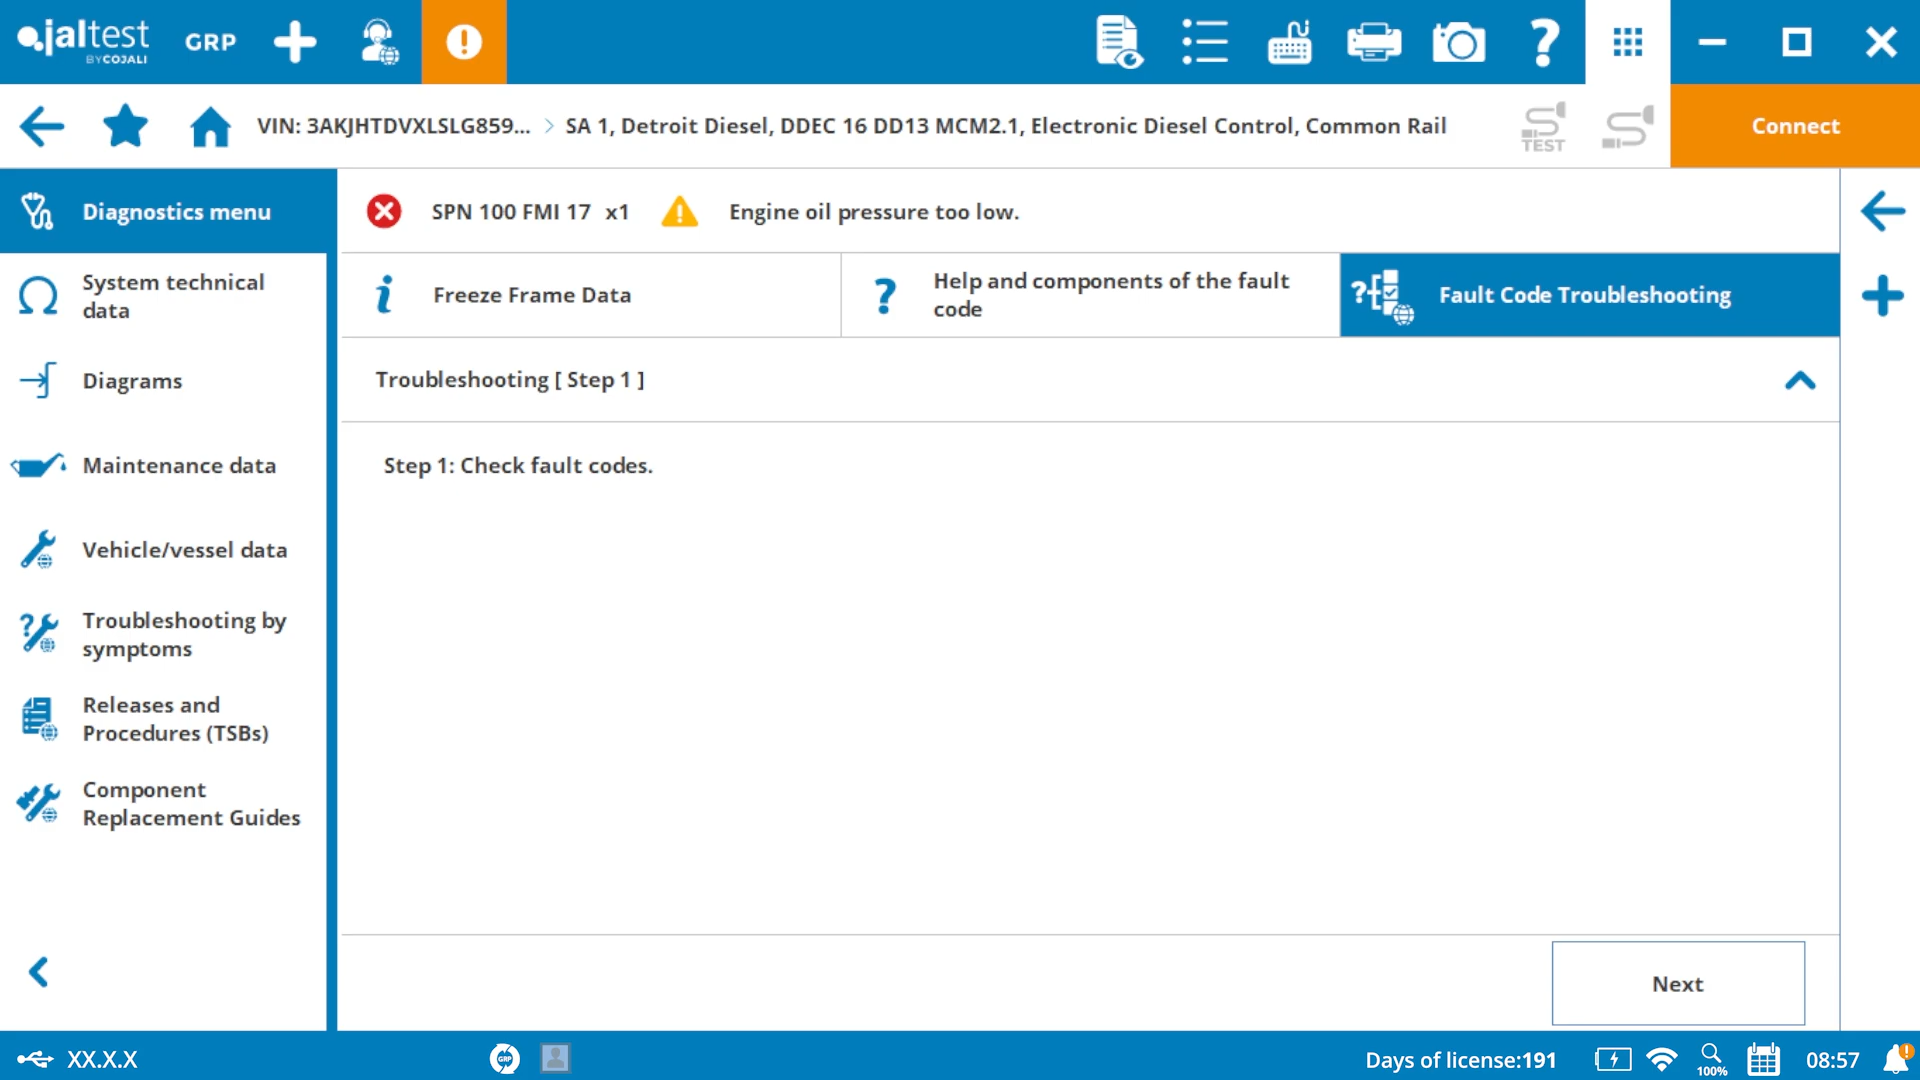 jaltest
BY COJALI
GRP
VIN: 3AKJHTDVXLSLG859... > SA 1, Detroit Diesel, DDEC 16 DD13 MCM2.1, Electronic Diesel Control, Common Rail
TEST
Connect
Diagnostics menu
SPN 100 FMI 17 x1
Engine oil pressure too low.
System technical
data
Freeze Frame Data
Help and components of the fault
code
Fault Code Troubleshooting
Diagrams
Troubleshooting [ Step 1 ]
Maintenance data
Step 1: Check fault codes.
Vehicle/vessel data
Troubleshooting by
symptoms
Releases and
Procedures (TSBs)
Component
Replacement Guides
Next
XX.X.X
GRP
Days of license:191
100%
08:57